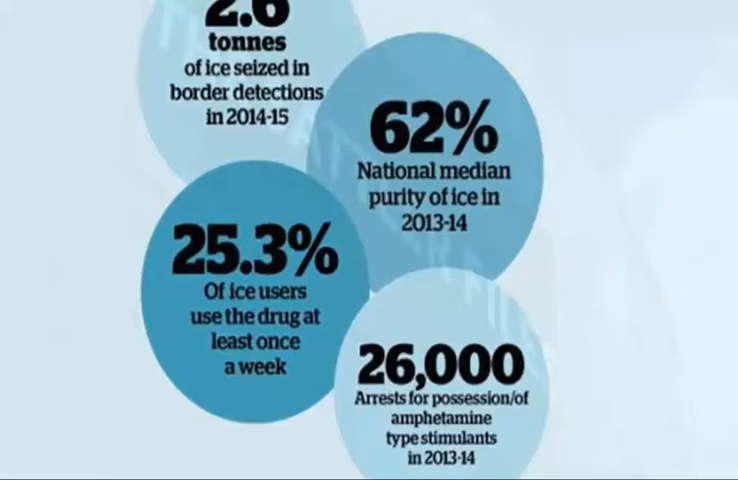 2.6
tonnes
of ice seized in
border detections
in 2014-15
62%
National median
purity of ice in
2013-14
25.3%
Of ice users
use the drug at
least once
a week
26,000
Arrests for possession/of
amphetamine
type stimulants
in 2013-14